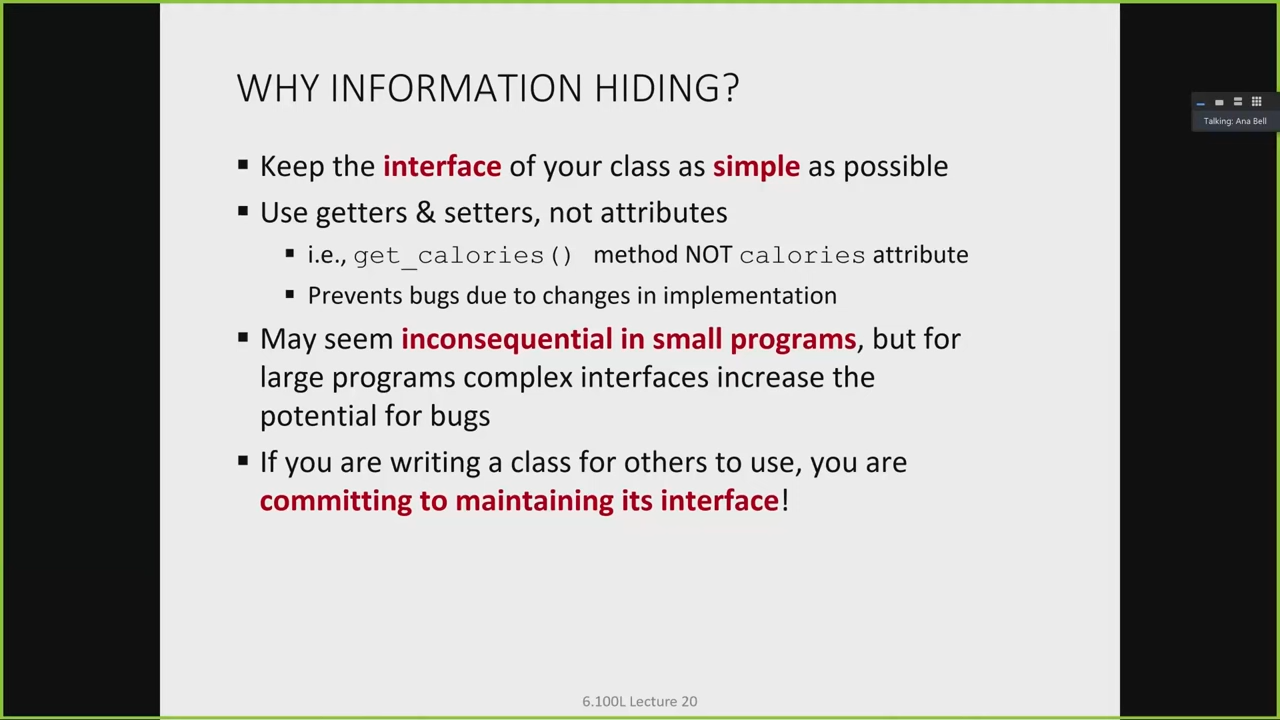 WHY INFORMATION HIDING?
Talking: Ana Bell
▪ Keep the interface of your class as simple as possible
▪ Use getters & setters, not attributes
▪ i.e., get_calories() method NOT calories attribute
▪ Prevents bugs due to changes in implementation
▪ May seem inconsequential in small programs, but for
large programs complex interfaces increase the
potential for bugs
▪ If you are writing a class for others to use, you are
committing to maintaining its interface!
6.100L Lecture 20